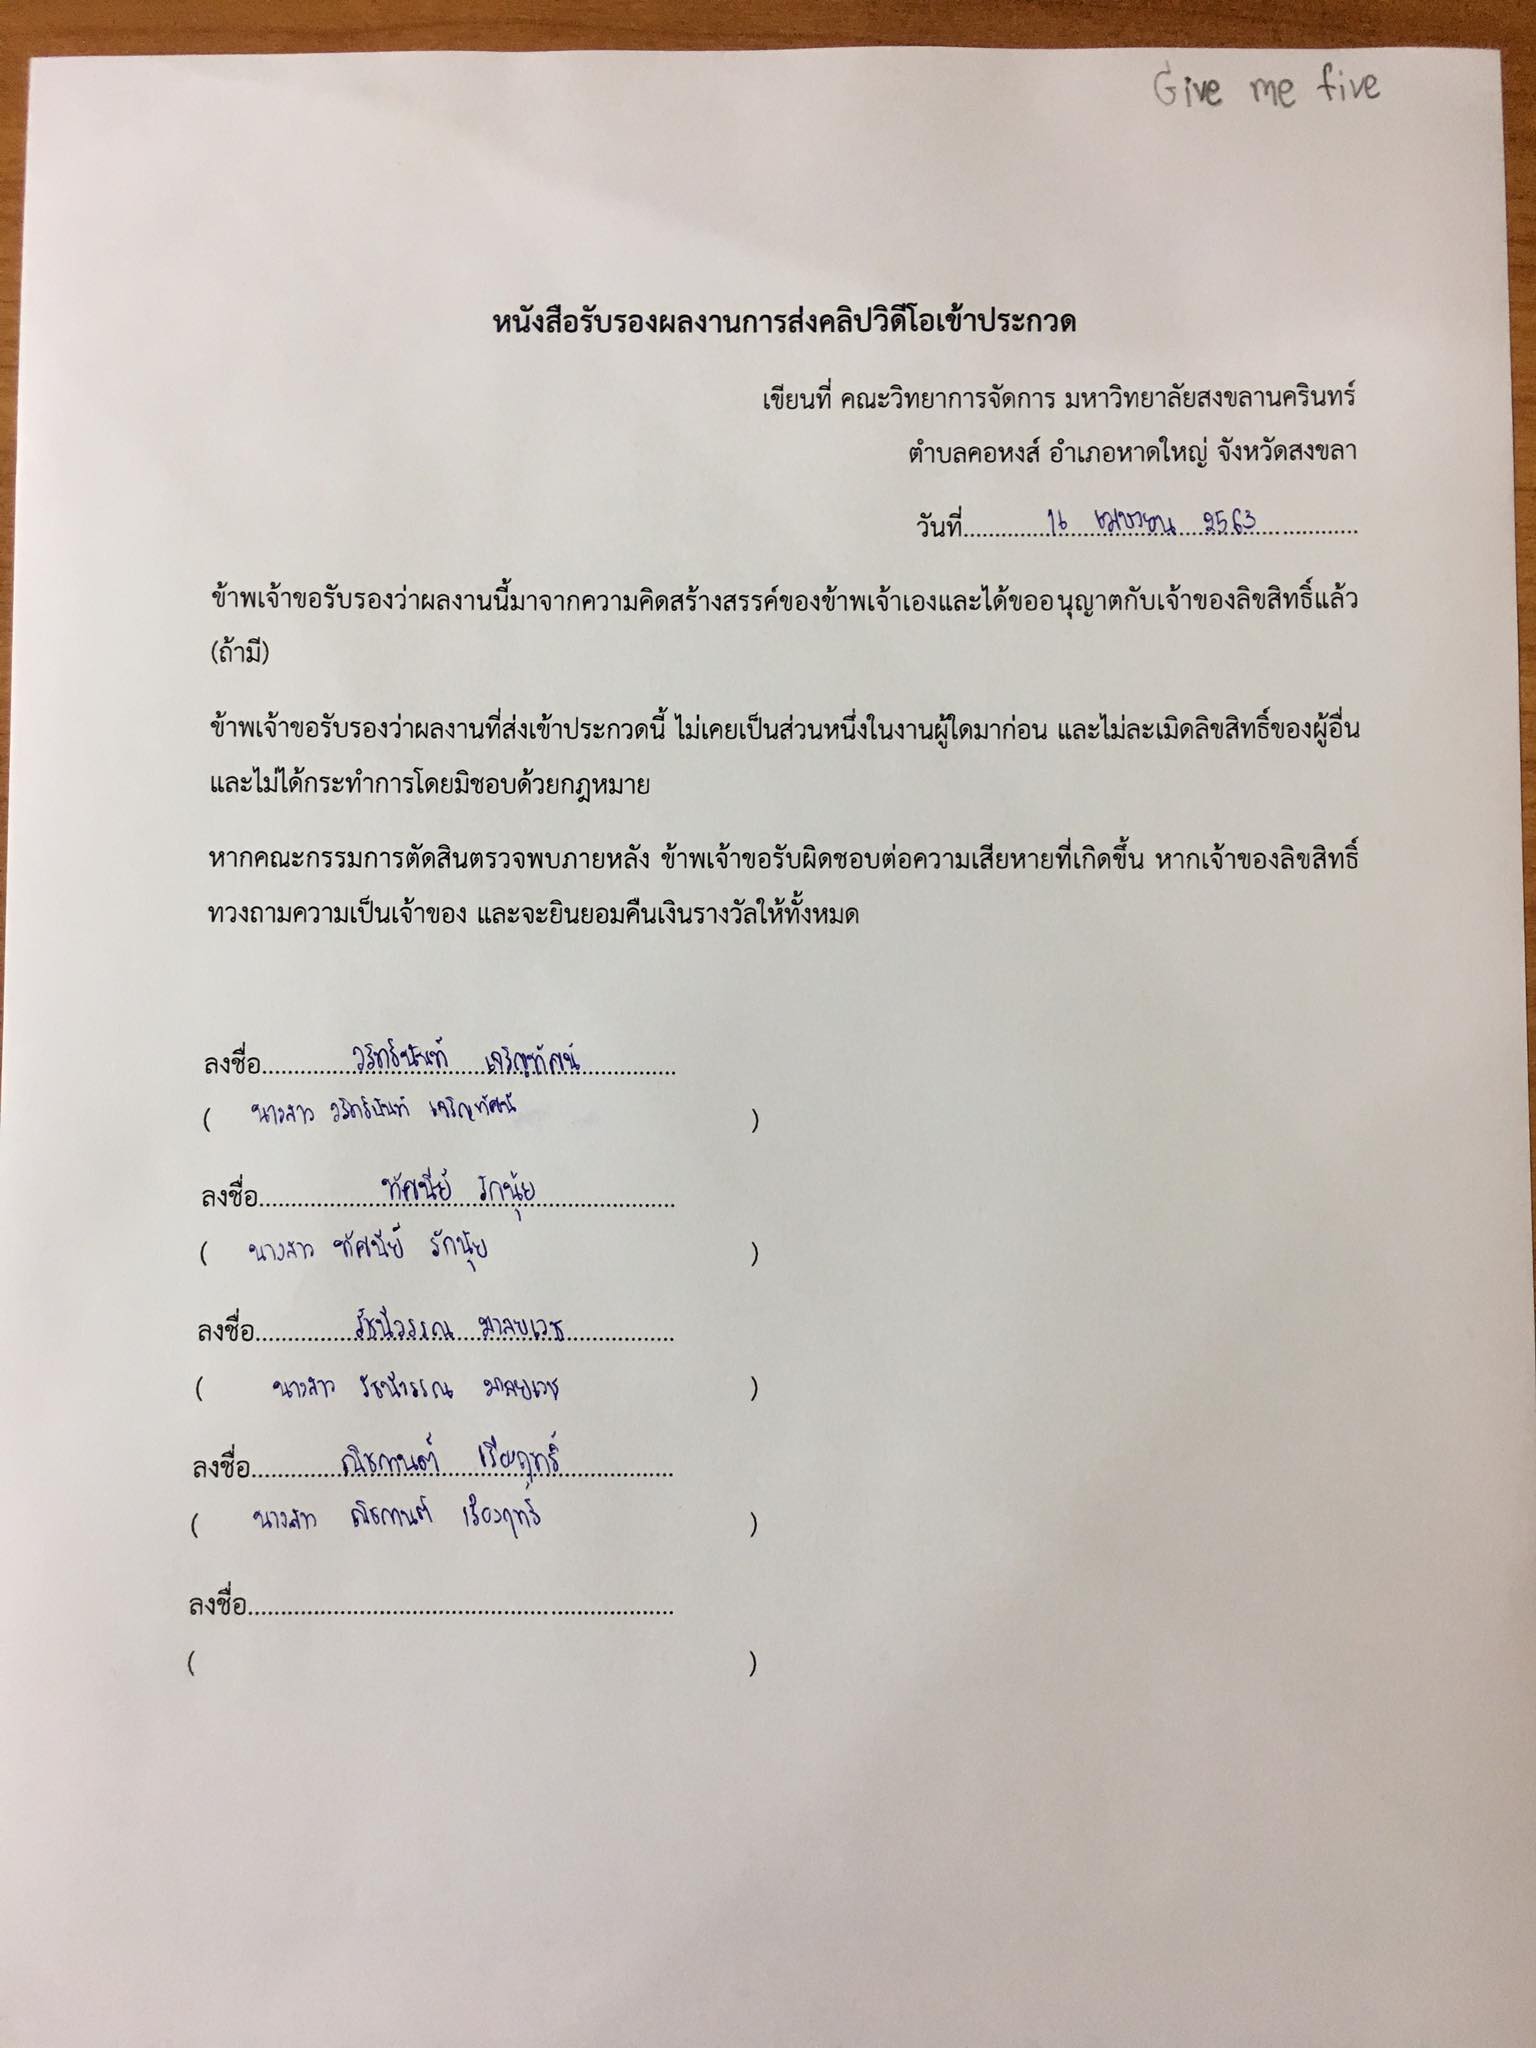 Give me five
หนังสือรับรองผลงานการส่งคลิปวิดีโอเข้าประกวด
เขียนที่ คณะวิทยาการจัดการ มหาวิทยาลัยสงขลานครินทร์
ตำบลคอหงส์ อำเภอหาดใหญ่ จังหวัดสงขลา
วันที่ 16 เมษายน 2563
ข้าพเจ้าขอรับรองว่าผลงานนี้มาจากความคิดสร้างสรรค์ของข้าพเจ้าเองและได้ขออนุญาตกับเจ้าของลิขสิทธิ์แล้ว
(ถ้ามี)
ข้าพเจ้าขอรับรองว่าผลงานที่ส่งเข้าประกวดนี้ ไม่เคยเป็นส่วนหนึ่งในงานผู้ใดมาก่อน และไม่ละเมิดลิขสิทธิ์ของผู้อื่น
และไม่ได้กระทำการโดยมิชอบด้วยกฎหมาย
หากคณะกรรมการตัดสินตรวจพบภายหลัง ข้าพเจ้าขอรับผิดชอบต่อความเสียหายที่เกิดขึ้น หากเจ้าของลิขสิทธิ์
ทวงถามความเป็นเจ้าของ และจะยินยอมคืนเงินรางวัลให้ทั้งหมด
ลงชื่อ วริทธินันท์ เจริญทัศน์
( นางสาว วริทธินันท์ เจริญทัศน์ )
ลงชื่อ ทัศนีย์ รักนุ้ย
( นางสาว ทัศนีย์ รักนุ้ย )
ลงชื่อ รัชนีวรรณ มาลยเวช
( นางสาว รัชนีวรรณ มาลยเวช )
ลงชื่อ ณิชกานต์ เรืองฤทธิ์
( นางสาว ณิชกานต์ เรืองฤทธิ์ )
ลงชื่อ
( )